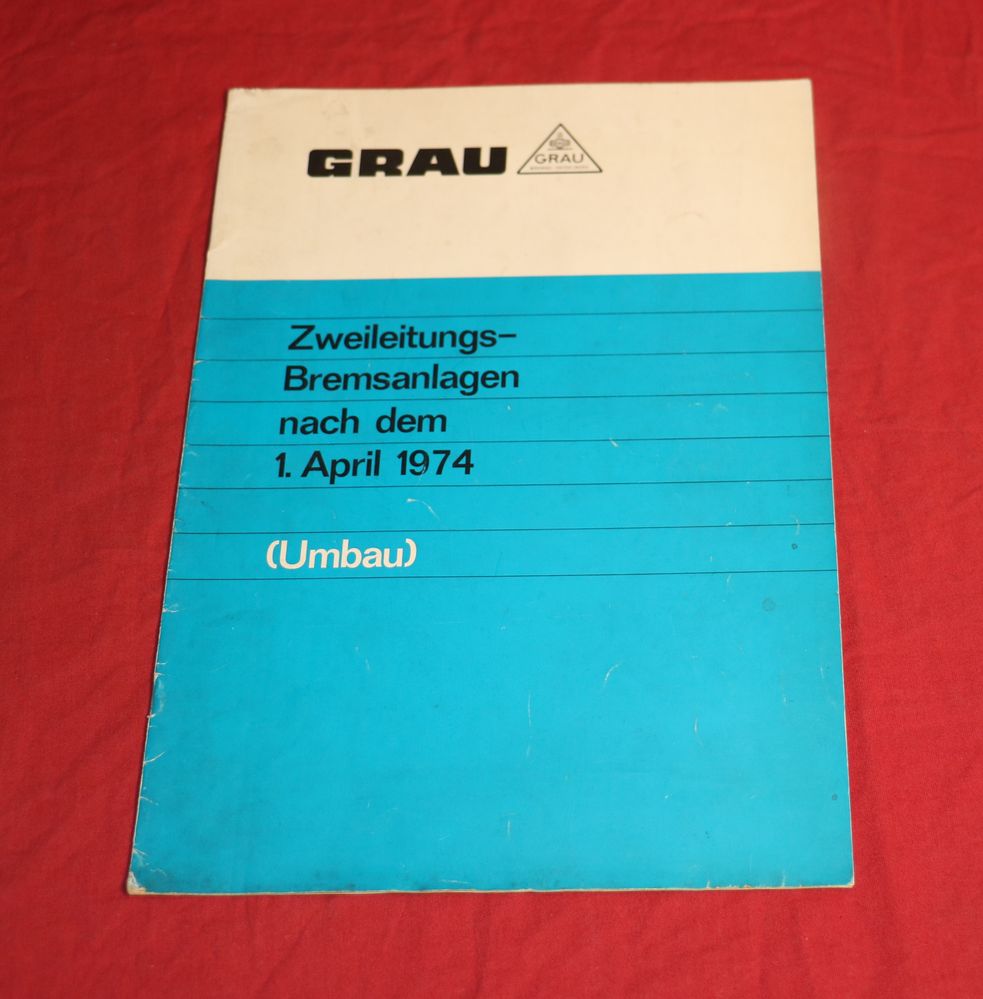 GRAU
GRAU
Zweileitungs-
Bremsanlagen
nach dem
1. April 1974
(Umbau)